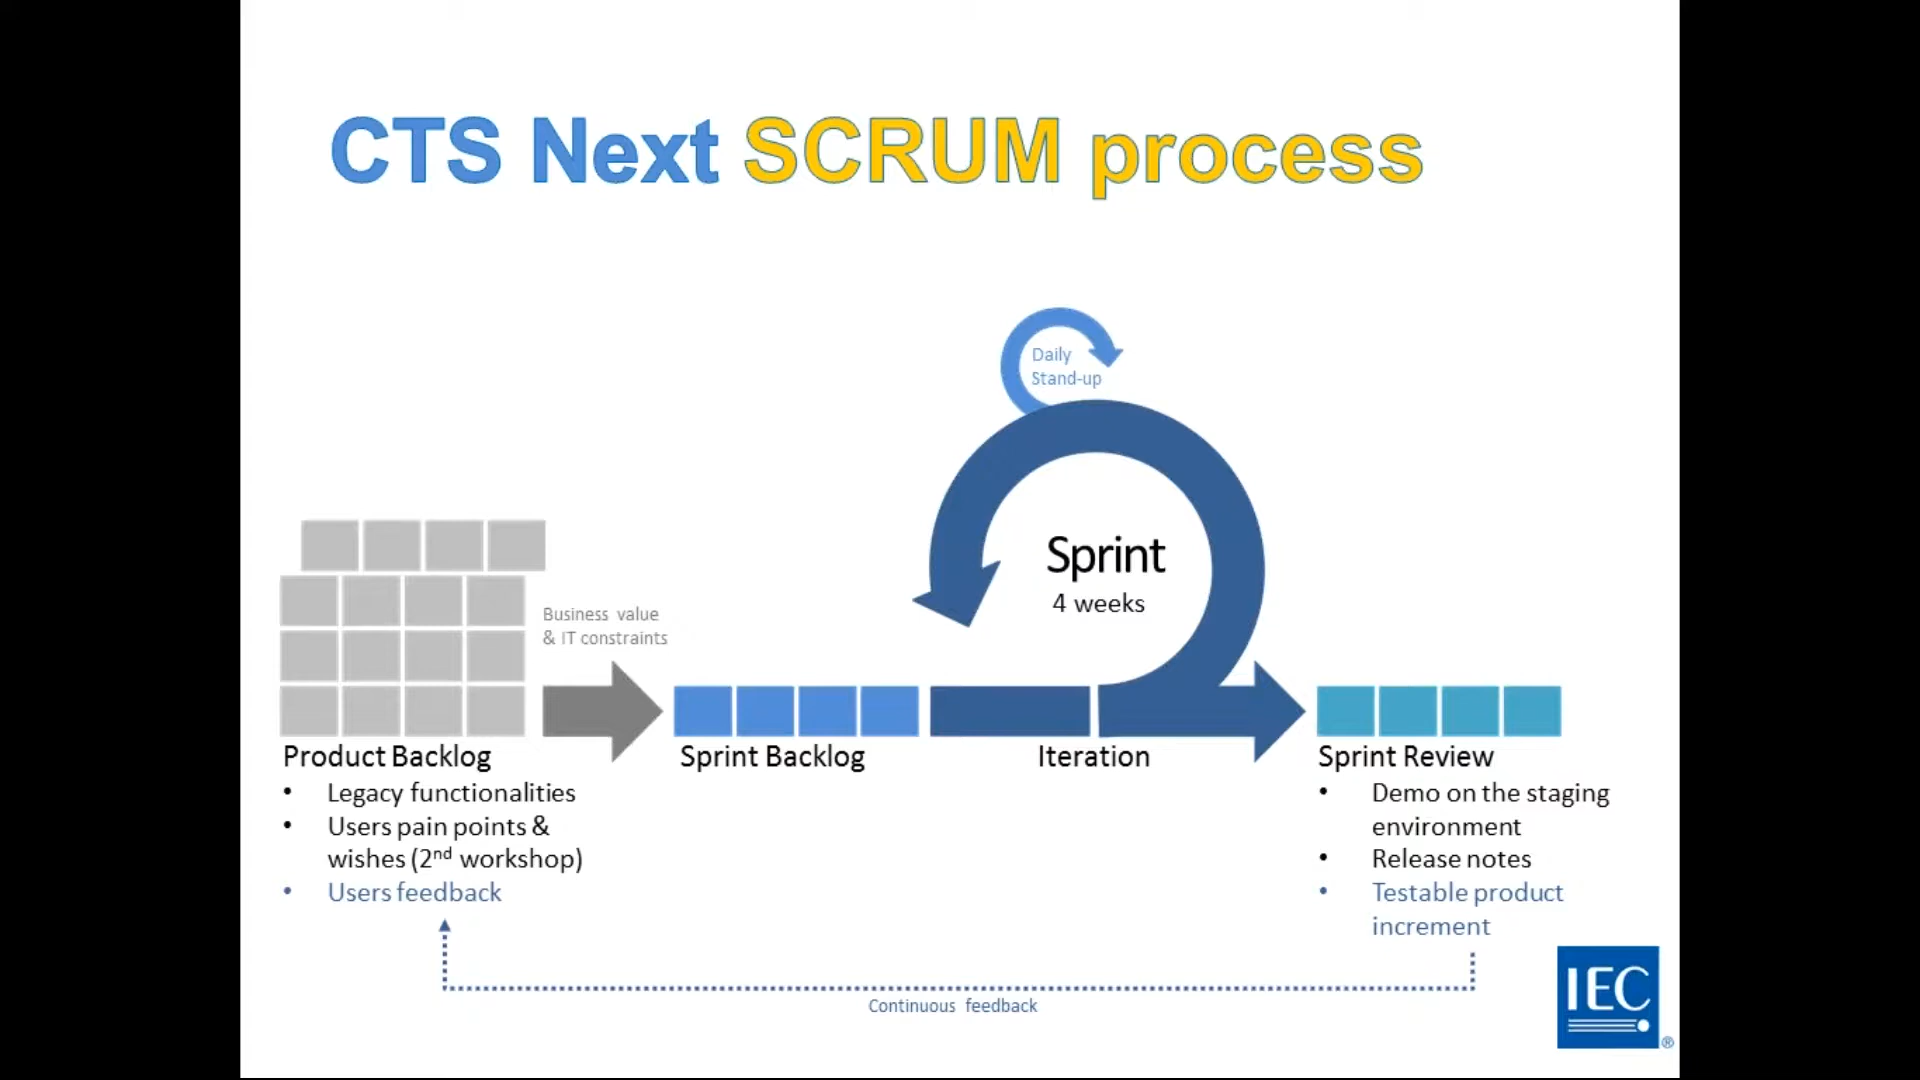 CTS Next SCRUM process
Daily
Stand-up
Sprint
4 weeks
Business value
& IT constraints
Product Backlog
• Legacy functionalities
• Users pain points &
wishes (2nd workshop)
• Users feedback
Sprint Backlog
Iteration
Sprint Review
• Demo on the staging
environment
• Release notes
• Testable product
increment
Continuous feedback
IEC
®